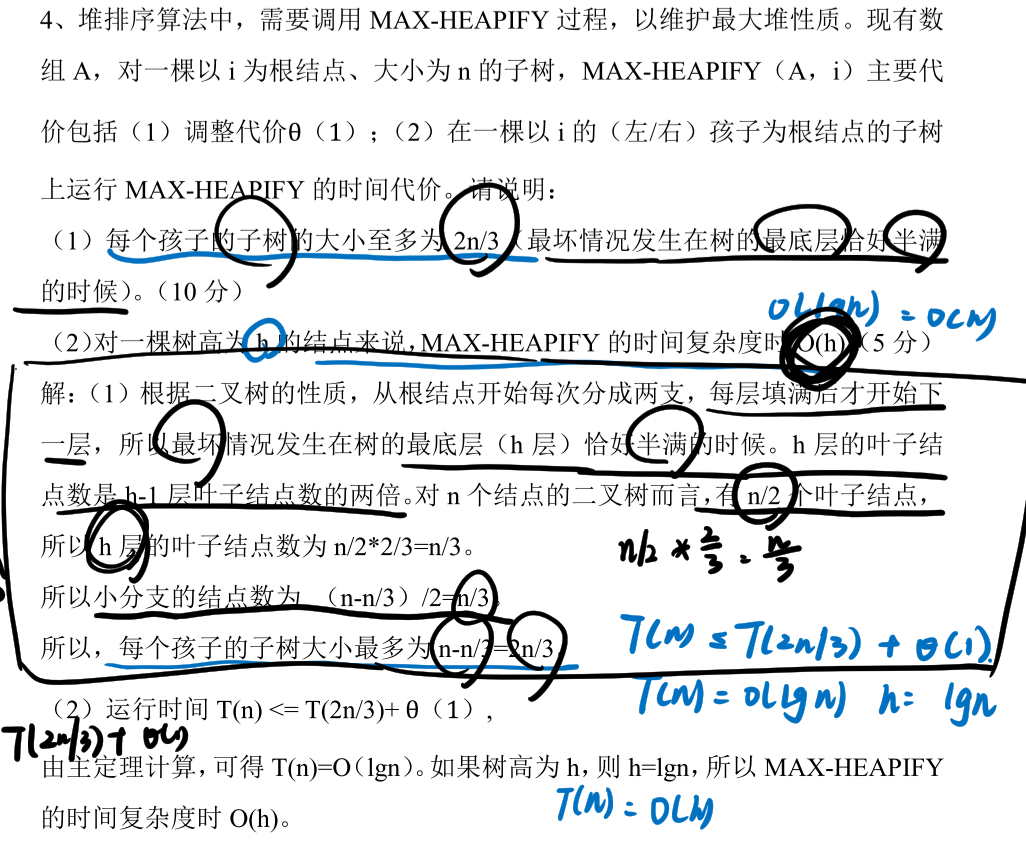 4、堆排序算法中，需要调用 MAX-HEAPIFY 过程，以维护最大堆性质。现有数
组 A，对一棵以 i 为根结点、大小为 n 的子树，MAX-HEAPIFY（A，i）主要代
价包括（1）调整代价θ（1）；（2）在一棵以 i 的（左/右）孩子为根结点的子树
上运行 MAX-HEAPIFY 的时间代价。请说明：
（1）每个孩子的子树的大小至多为 2n/3（最坏情况发生在树的最底层恰好半满
的时候）。（10 分）
O(lgn) = O(h)
（2）对一棵树高为 h 的结点来说，MAX-HEAPIFY 的时间复杂度时 O(h)（5 分）
解：（1）根据二叉树的性质，从根结点开始每次分成两支，每层填满后才开始下
一层，所以最坏情况发生在树的最底层（h 层）恰好半满的时候。h 层的叶子结
点数是 h-1 层叶子结点数的两倍。对 n 个结点的二叉树而言，有 n/2 个叶子结点，
所以 h 层的叶子结点数为 n/2*2/3=n/3。
n/2 * 2/3 = n/3
所以小分支的结点数为 （n-n/3）/2=n/3，
所以，每个孩子的子树大小最多为 n-n/3=2n/3
T(n) ≤ T(2n/3) + θ(1).
T(n) = O(lgn) h = lgn
（2）运行时间 T(n) <= T(2n/3)+ θ（1）,
T(2n/3) + θ(1)
由主定理计算，可得 T(n)=O（lgn）。如果树高为 h，则 h=lgn，所以 MAX-HEAPIFY
的时间复杂度时 O(h)。
T(n) = O(h)